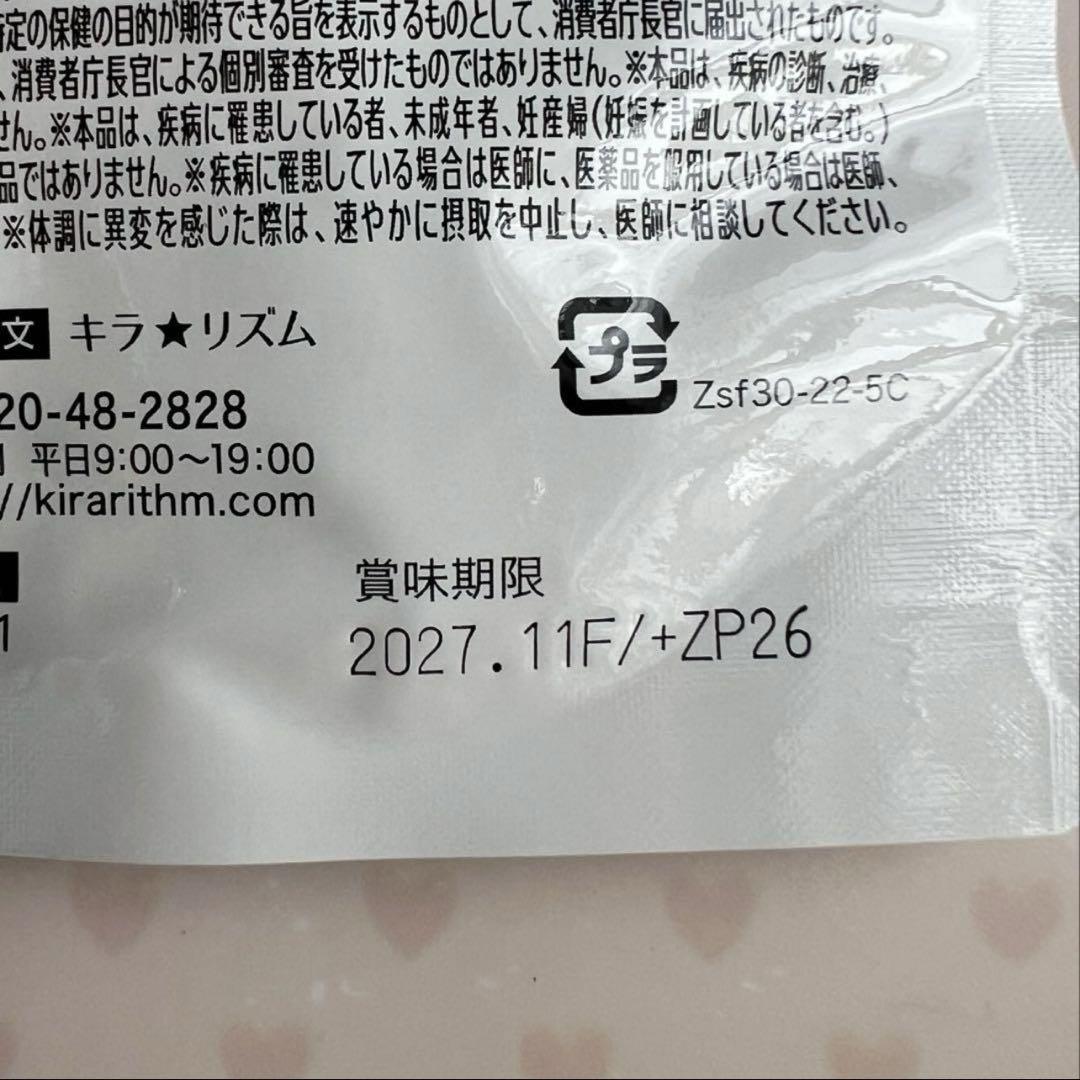 特定の保健の目的が期待できる旨を表示するものとして、消費者庁長官に届出されたものです。
、消費者庁長官による個別審査を受けたものではありません。※本品は、疾病の診断、治療、
せん。※本品は、疾病に罹患している者、未成年者、妊産婦(妊娠を計画している者を含む。)
品ではありません。※疾病に罹患している場合は医師に、医薬品を服用している場合は医師、
※体調に異変を感じた際は、速やかに摂取を中止し、医師に相談してください。
文 キラ★リズム
プラ Zsf30-22-5C
20-48-2828
平日9:00〜19:00
//kirarithm.com
1
賞味期限
2027.11F/+ZP26